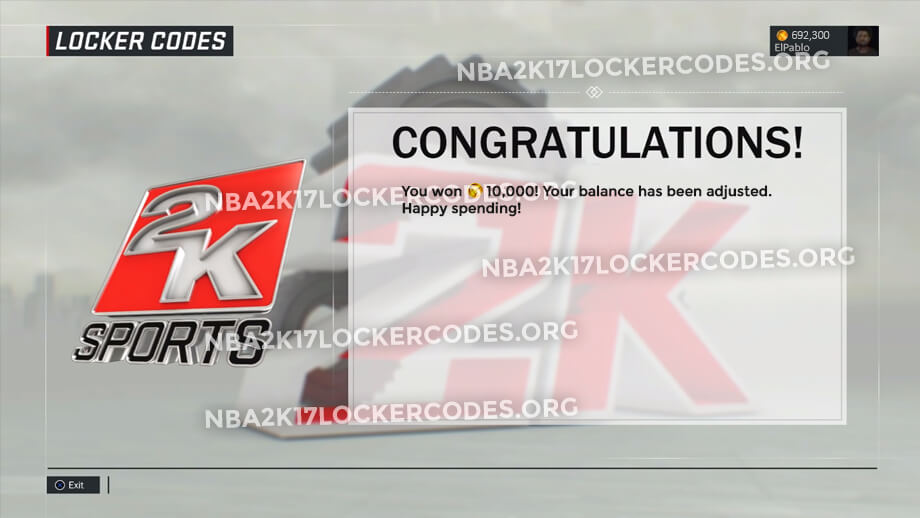 LOCKER CODES
692,300
ElPablo
NBA2K17LOCKERCODES.ORG
CONGRATULATIONS!
You won 10,000! Your balance has been adjusted.
Happy spending!
NBA2K17LOCKERCODES.ORG
2K
NBA2K17LOCKERCODES.ORG
2K
SPORTS
NBA2K17LOCKERCODES.ORG
NBA2K17LOCKERCODES.ORG
Exit